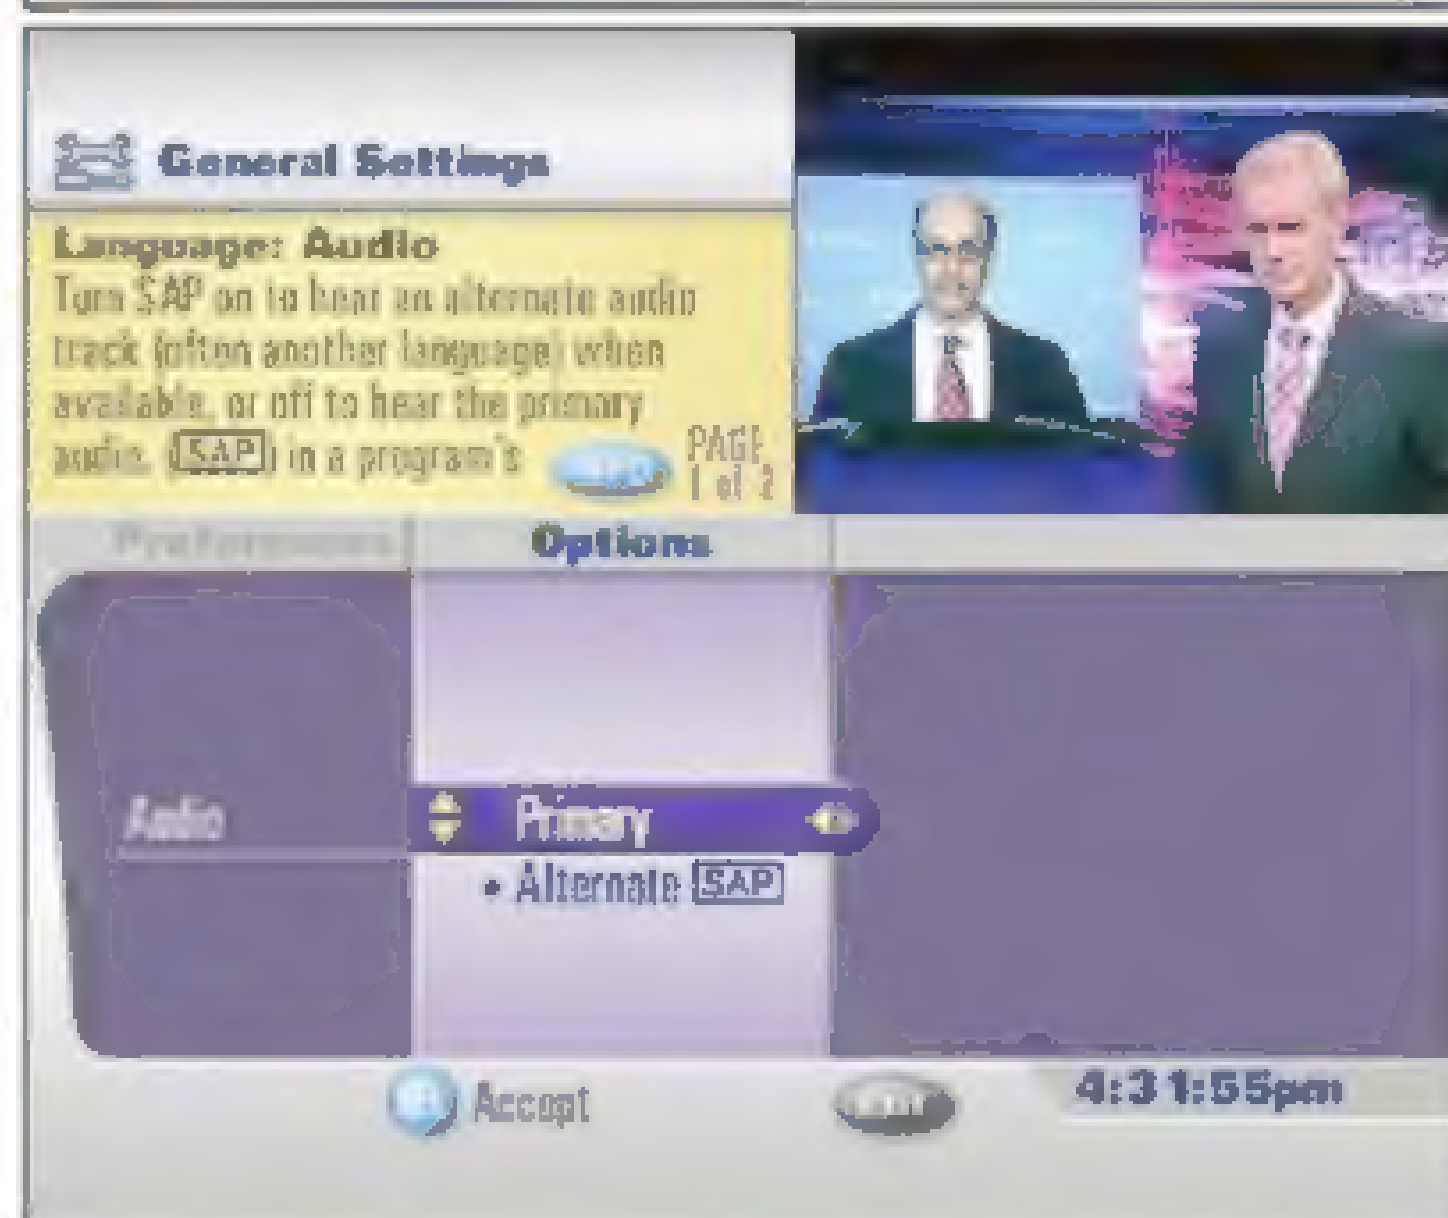 General Settings
Language: Audio
Turn SAP on to hear an alternate audio
track (often another language) when
available, or off to hear the primary
audio. (SAP) in a program's
PAGE
1 of 2
Preferences
Options
Audio
Primary
• Alternate SAP
Accept
EXIT
4:31:55pm